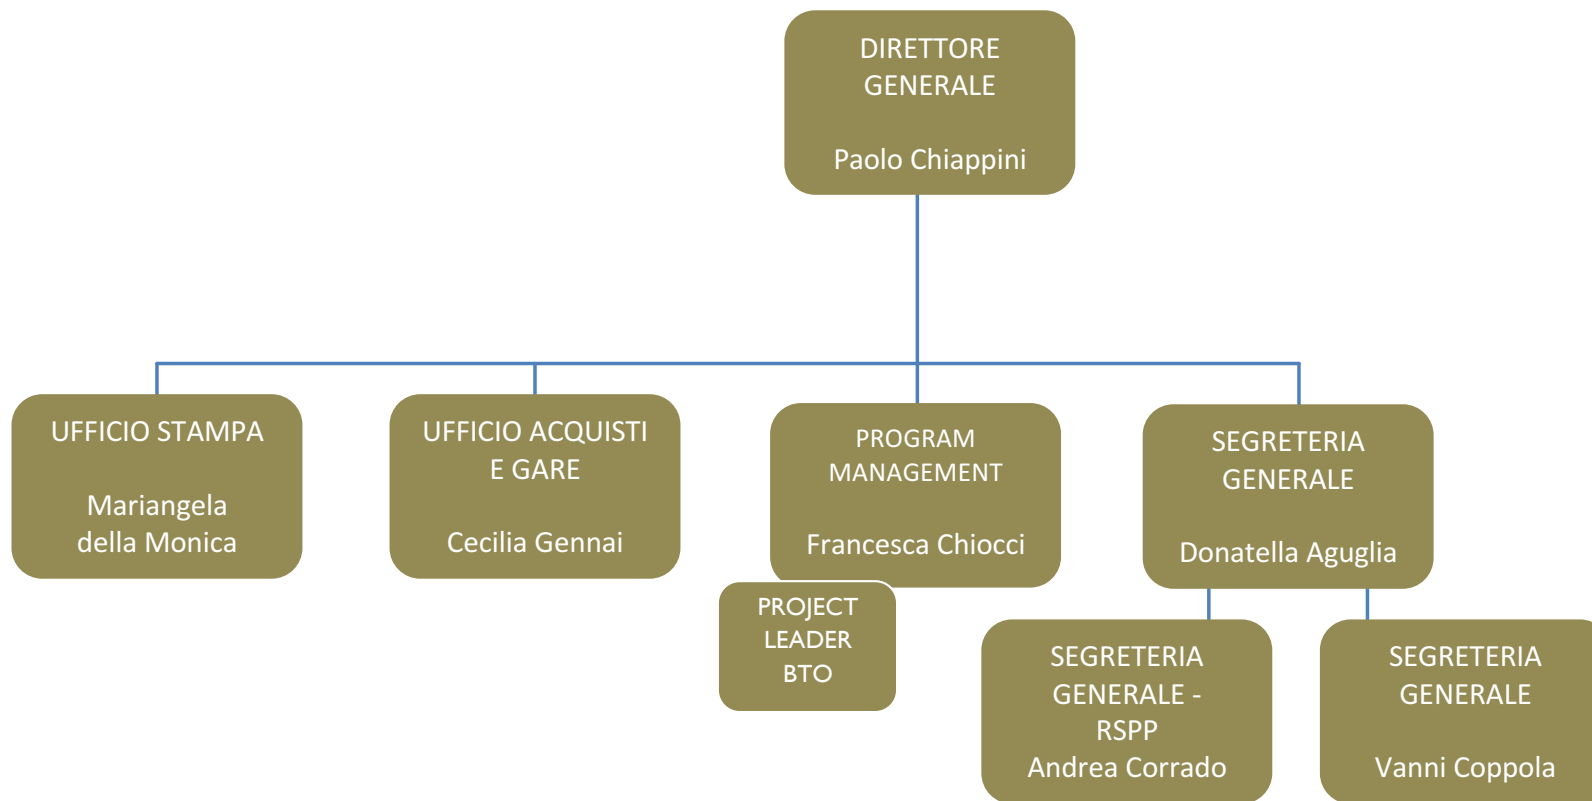 DIRETTORE
GENERALE
Paolo Chiappini
UFFICIO STAMPA
Mariangela
della Monica
UFFICIO ACQUISTI
E GARE
Cecilia Gennai
PROGRAM
MANAGEMENT
Francesca Chiocci
PROJECT
LEADER
BTO
SEGRETERIA
GENERALE
Donatella Aguglia
SEGRETERIA
GENERALE -
RSPP
Andrea Corrado
SEGRETERIA
GENERALE
Vanni Coppola